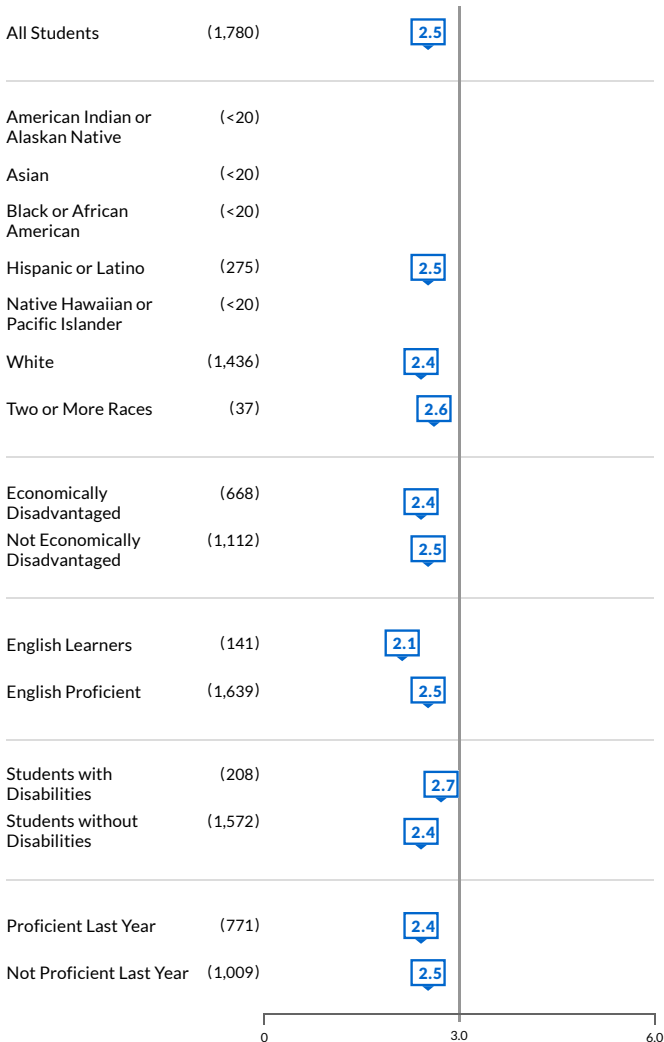 All Students (1,780) 2.5
American Indian or (<20)
Alaskan Native
Asian (<20)
Black or African (<20)
American
Hispanic or Latino (275) 2.5
Native Hawaiian or (<20)
Pacific Islander
White (1,436) 2.4
Two or More Races (37) 2.6
Economically (668) 2.4
Disadvantaged
Not Economically (1,112) 2.5
Disadvantaged
English Learners (141) 2.1
English Proficient (1,639) 2.5
Students with (208) 2.7
Disabilities
Students without (1,572) 2.4
Disabilities
Proficient Last Year (771) 2.4
Not Proficient Last Year (1,009) 2.5
0 3.0 6.0